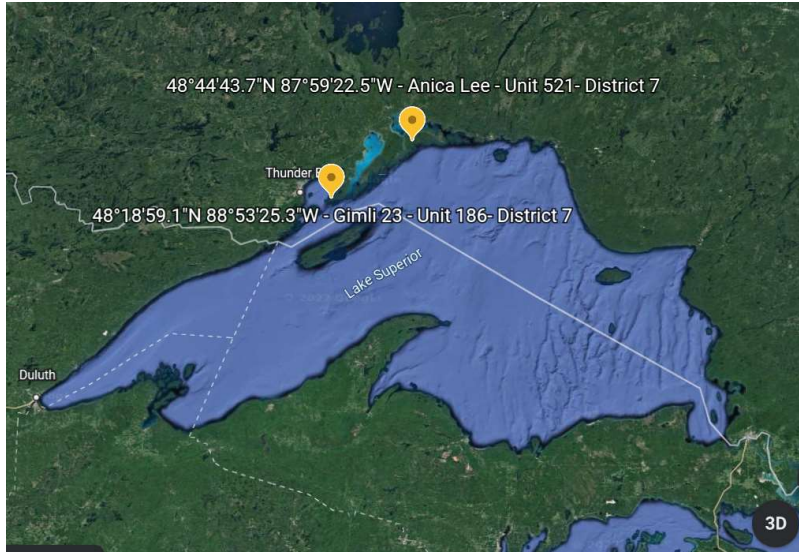 48°44'43.7"N 87°59'22.5"W - Anica Lee - Unit 521- District 7
Thunder
48°18'59.1"N 88°53'25.3"W - Gimli 23 - Unit 186- District 7
Lake Superior
Duluth
3D